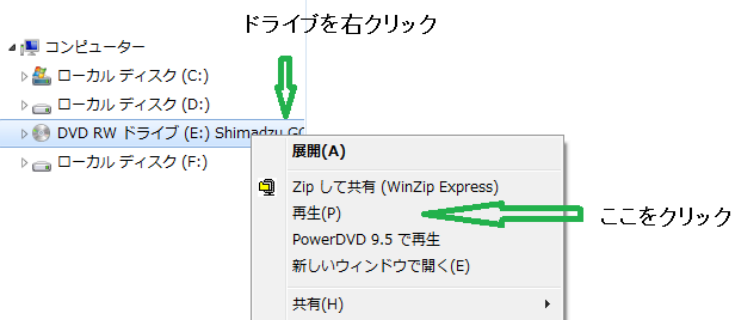 ドライブを右クリック
コンピューター
ローカル ディスク (C:)
ローカル ディスク (D:)
DVD RW ドライブ (E:) Shimadzu GC
ローカル ディスク (F:)
展開(A)
Zip して共有 (WinZip Express)
再生(P)
ここをクリック
PowerDVD 9.5 で再生
新しいウィンドウで開く(E)
共有(H)